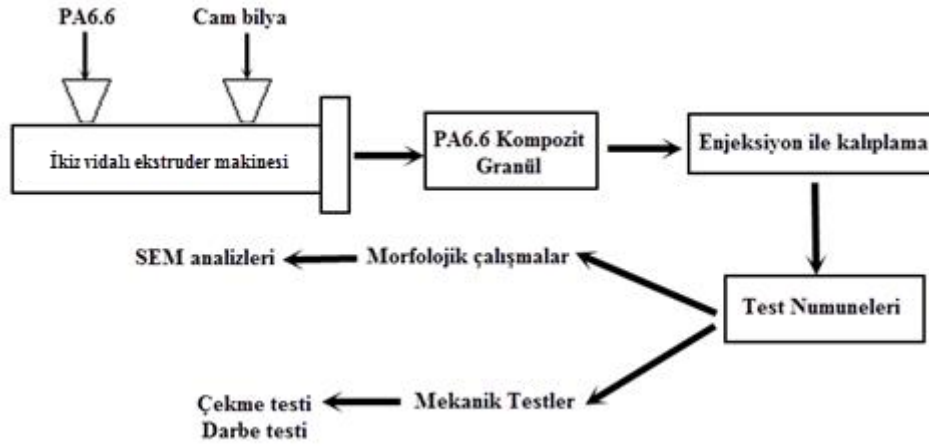 PA6.6
Cam bilya
İkiz vidalı ekstruder makinesi
PA6.6 Kompozit
Granül
Enjeksiyon ile kalıplama
SEM analizleri
Morfolojik çalışmalar
Test Numuneleri
Çekme testi
Darbe testi
Mekanik Testler